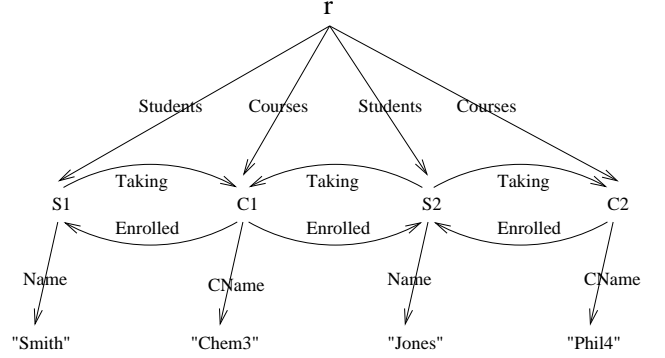 r
Students Courses Students Courses
Taking Taking Taking
S1 C1 S2 C2
Enrolled Enrolled Enrolled
Name CName Name CName
"Smith" "Chem3" "Jones" "Phil4"